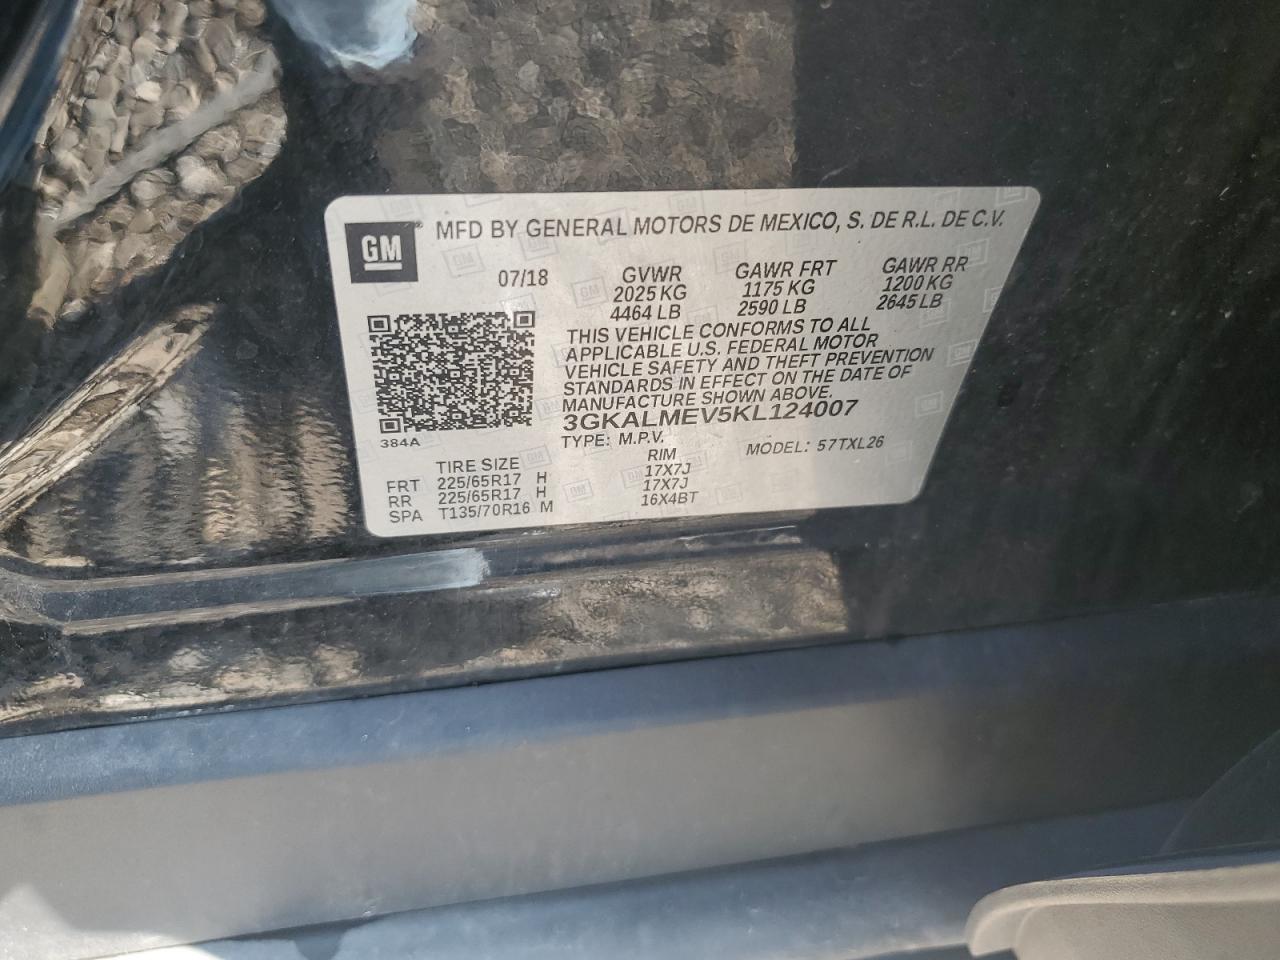 GM MFD BY GENERAL MOTORS DE MEXICO, S. DE R.L. DE C.V.
07/18 GVWR GAWR FRT GAWR RR
2025 KG 1175 KG 1200 KG
4464 LB 2590 LB 2645 LB
THIS VEHICLE CONFORMS TO ALL
APPLICABLE U.S. FEDERAL MOTOR
VEHICLE SAFETY AND THEFT PREVENTION
STANDARDS IN EFFECT ON THE DATE OF
MANUFACTURE SHOWN ABOVE.
3GKALMEV5KL124007
384A
TYPE: M.P.V. MODEL: 57TXL26
TIRE SIZE RIM
FRT 225/65R17 H 17X7J
RR 225/65R17 H 17X7J
SPA T135/70R16 M 16X4BT